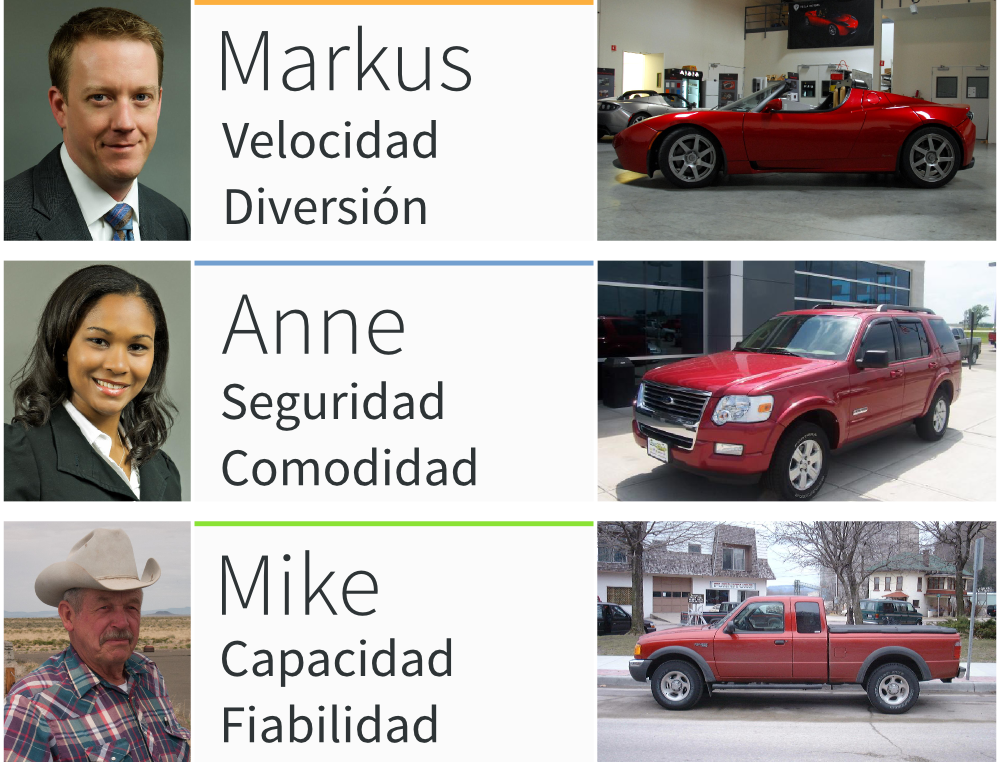 Markus
Velocidad
Diversión
Anne
Seguridad
Comodidad
Mike
Capacidad
Fiabilidad